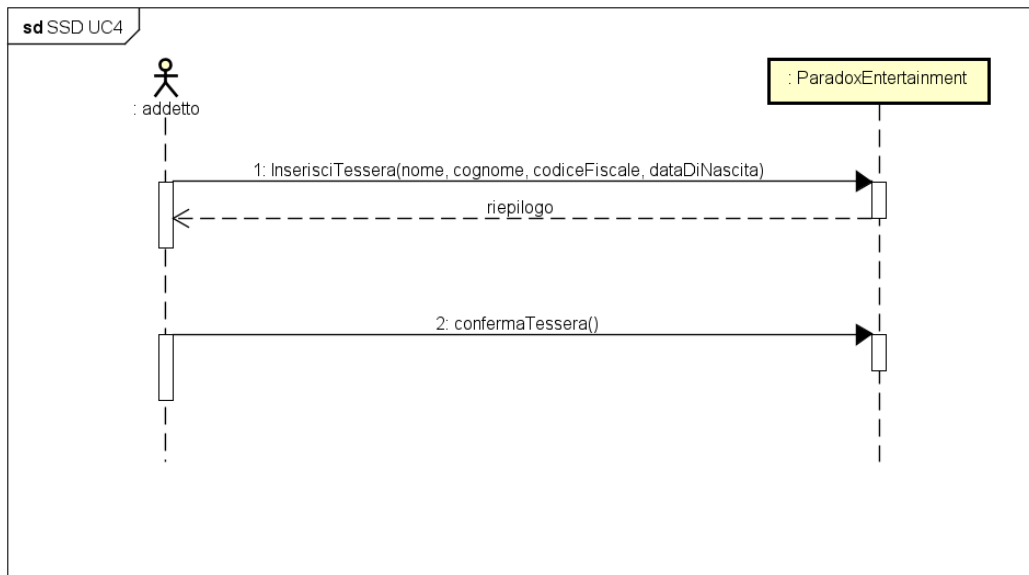 sd SSD UC4
: addetto
: ParadoxEntertainment
1: InserisciTessera(nome, cognome, codiceFiscale, dataDiNascita)
riepilogo
2: confermaTessera()